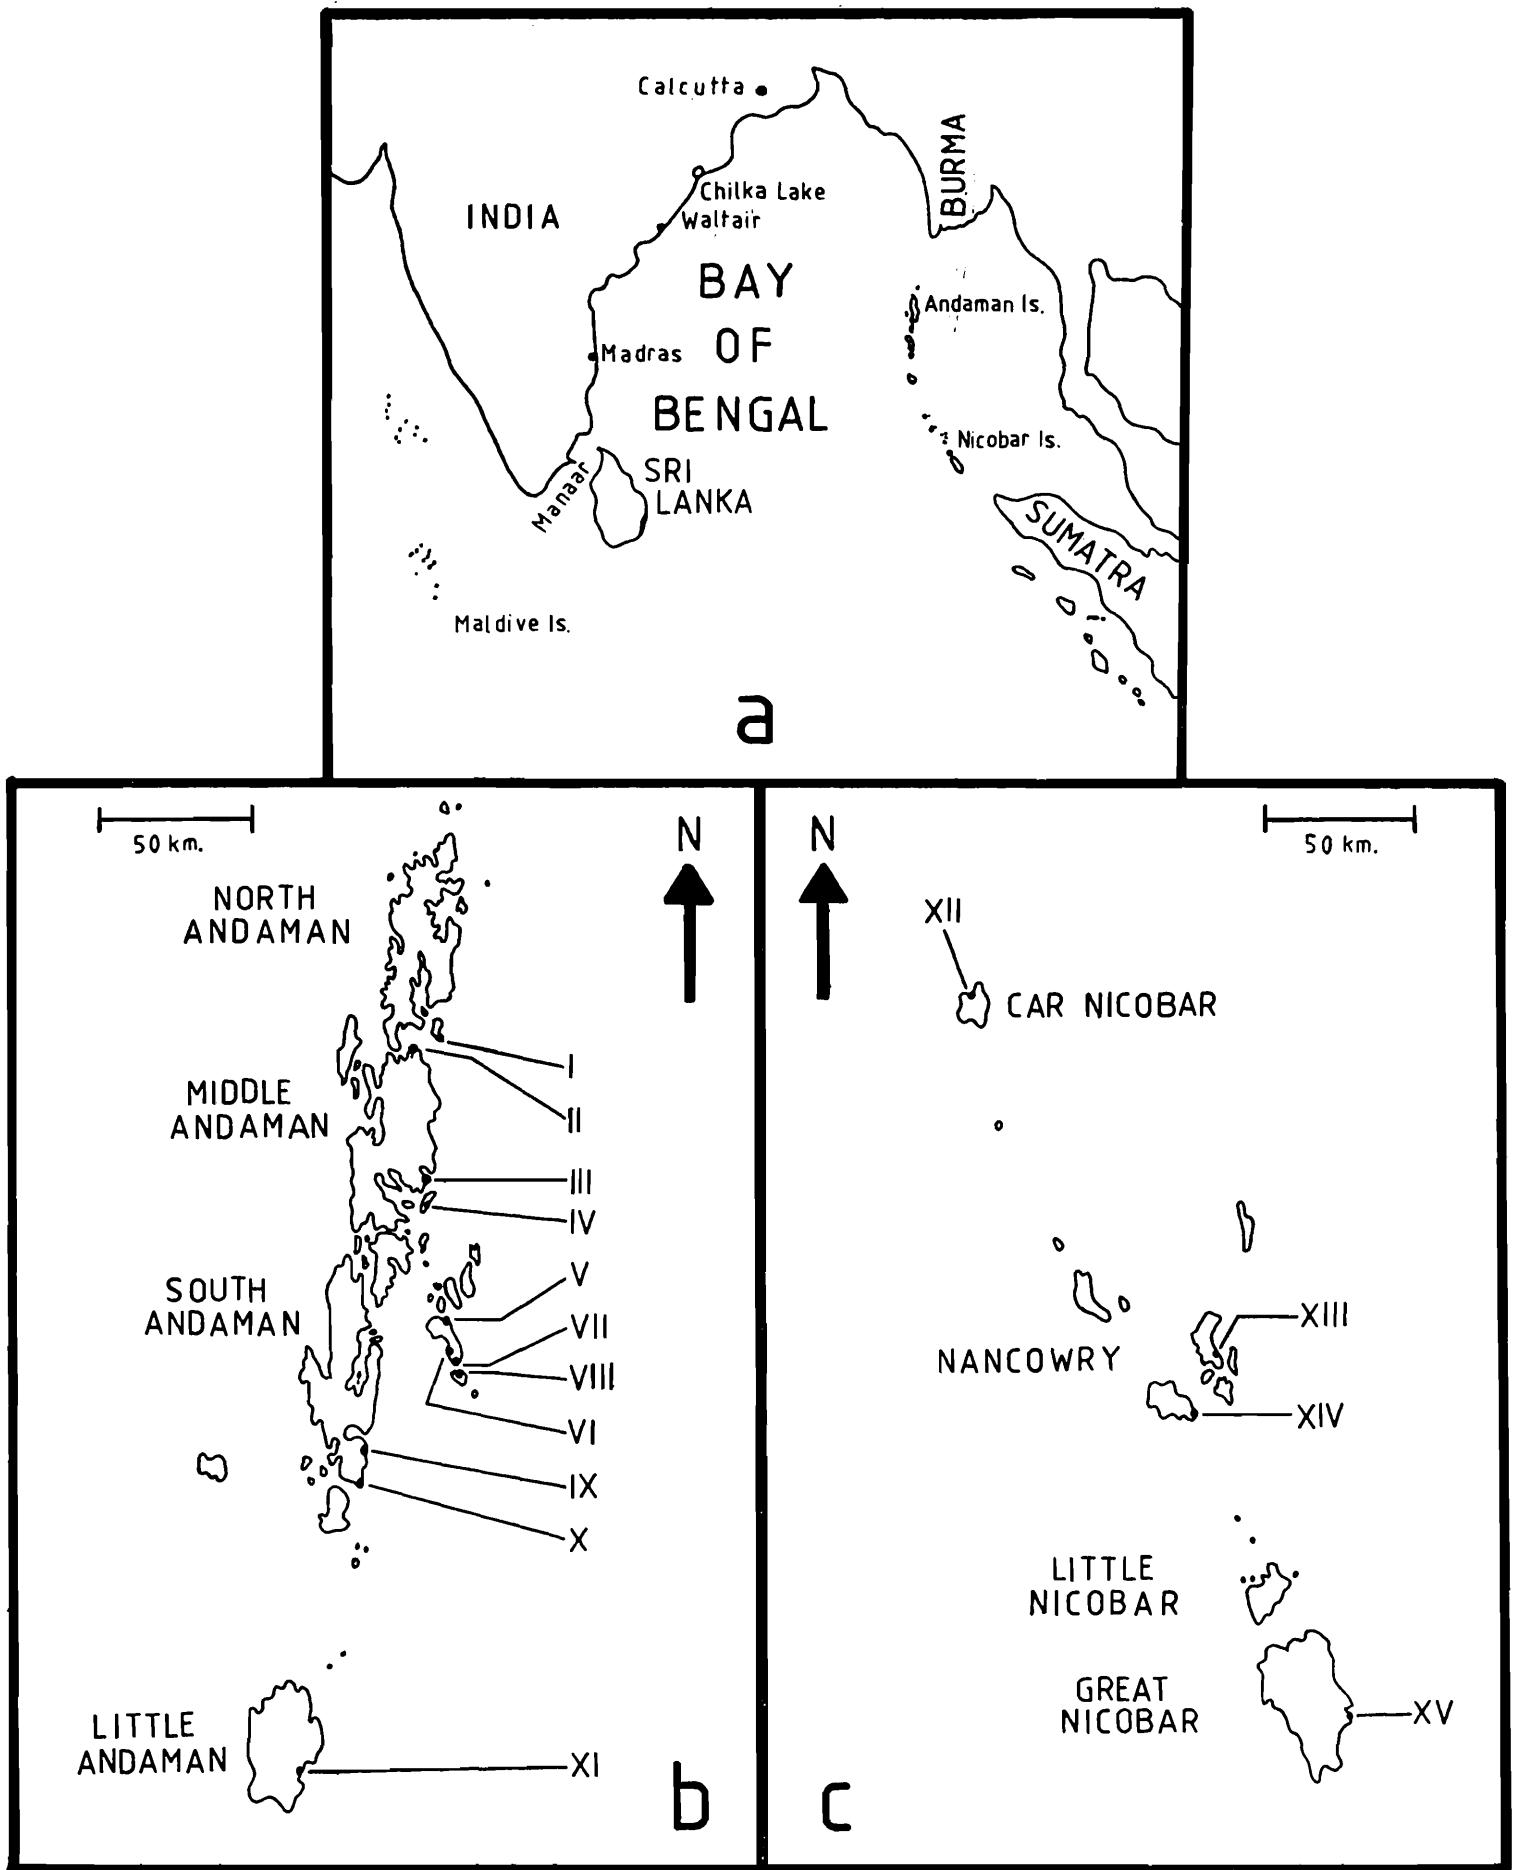 Calcutta
BURMA
Chilka Lake
INDIA
Waltair
BAY
OF
BENGAL
Andaman Is.
Madras
Nicobar Is.
Manaar
SRI
LANKA
SUMATRA
Maldive Is.
a
50 km.
N
NORTH
ANDAMAN
I
MIDDLE
ANDAMAN
II
III
IV
SOUTH
ANDAMAN
V
VII
VIII
VI
IX
X
LITTLE
ANDAMAN
XI
b
N
50 km.
XII
CAR NICOBAR
XIII
NANCOWRY
XIV
LITTLE
NICOBAR
GREAT
NICOBAR
XV
c